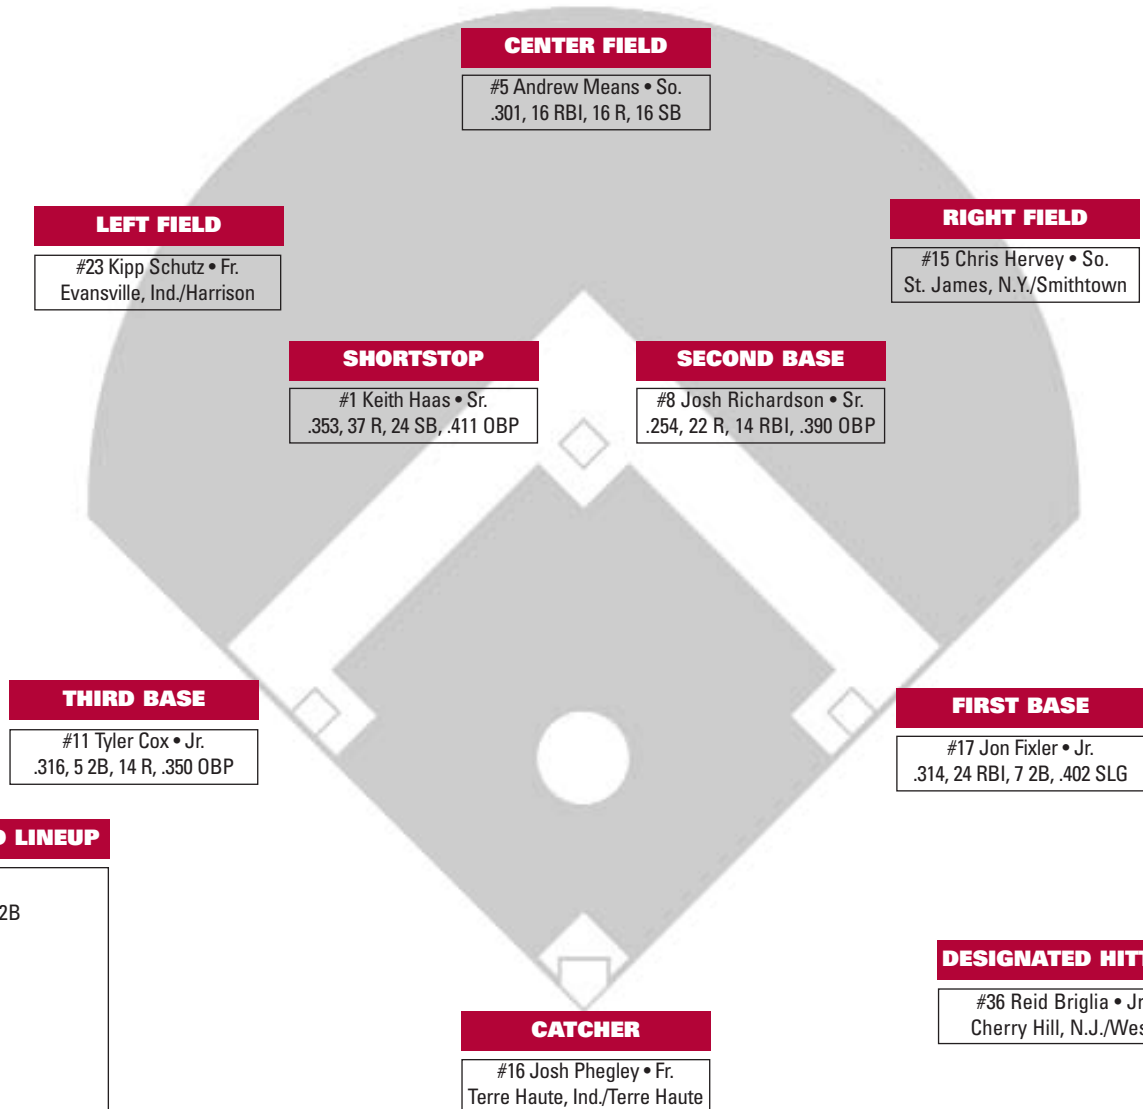 CENTER FIELD
#5 Andrew Means • So.
.301, 16 RBI, 16 R, 16 SB
LEFT FIELD
#23 Kipp Schutz • Fr.
Evansville, Ind./Harrison
RIGHT FIELD
#15 Chris Hervey • So.
St. James, N.Y./Smithtown
SHORTSTOP
#1 Keith Haas • Sr.
.353, 37 R, 24 SB, .411 OBP
SECOND BASE
#8 Josh Richardson • Sr.
.254, 22 R, 14 RBI, .390 OBP
THIRD BASE
#11 Tyler Cox • Jr.
.316, 5 2B, 14 R, .350 OBP
FIRST BASE
#17 Jon Fixler • Jr.
.314, 24 RBI, 7 2B, .402 SLG
LINEUP
2B
DESIGNATED
#36 Reid Briglia • Jr
Cherry Hill, N.J./Wes
CATCHER
#16 Josh Phegley • Fr.
Terre Haute, Ind./Terre Haute